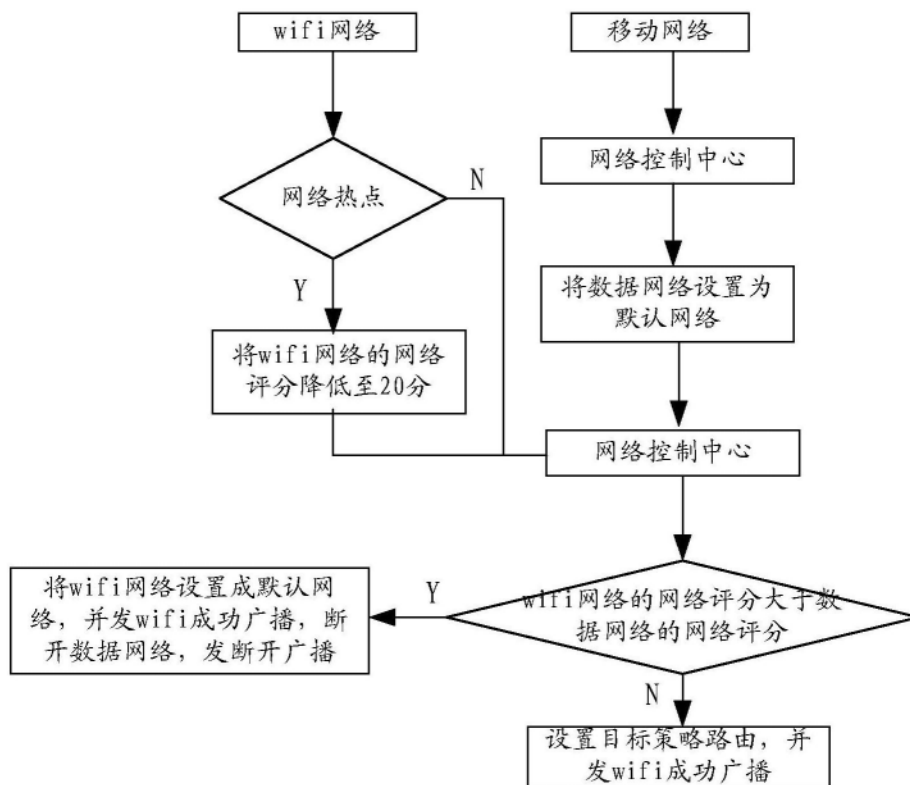 wifi网络
移动网络
网络控制中心
网络热点
N
Y
将数据网络设置为
默认网络
将wifi网络的网络
评分降低至20分
网络控制中心
wifi网络的网络评分大于数
据网络的网络评分
Y
将wifi网络设置成默认网
络，并发wifi成功广播，断
开数据网络，发断开广播
N
设置目标策略路由，并
发wifi成功广播